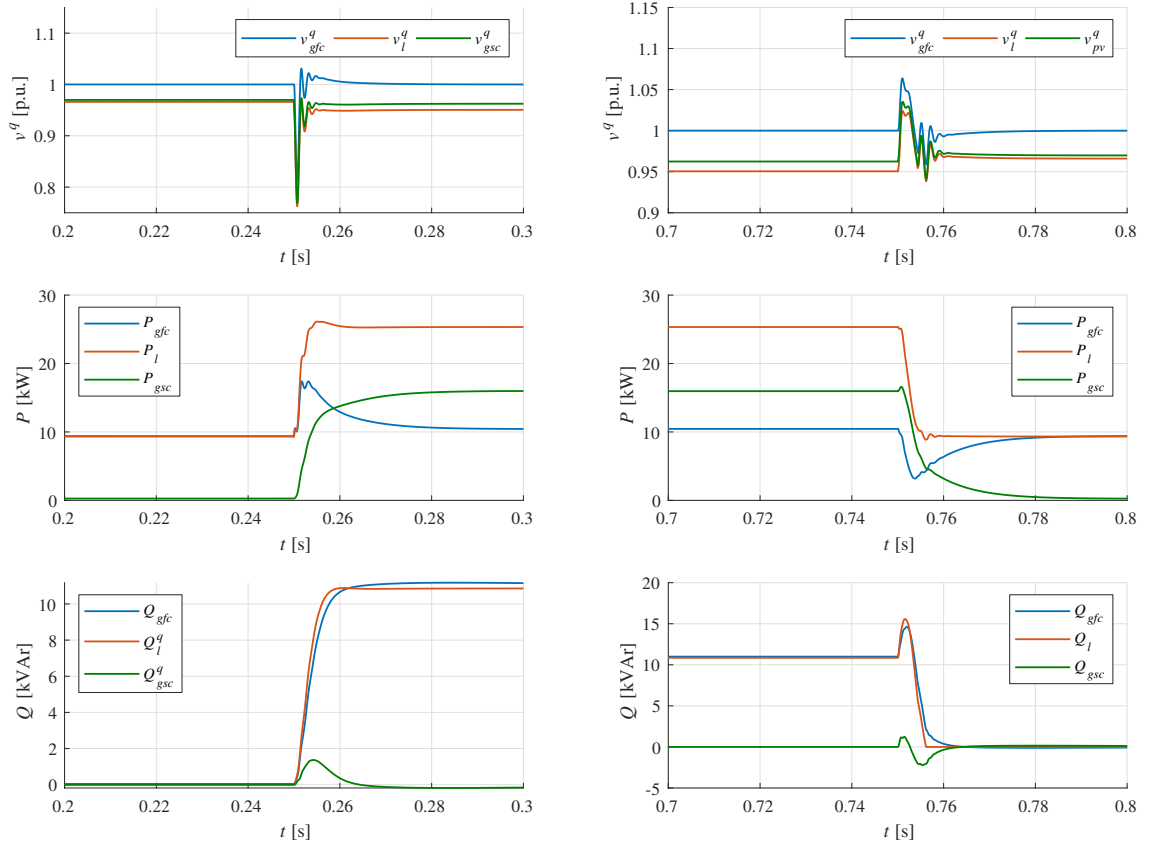 v^q_gfc v^q_l v^q_gsc
1.1
1
0.9
0.8
v^q [p.u.]
0.2 0.22 0.24 0.26 0.28 0.3
t [s]
v^q_gfc v^q_l v^q_pv
1.15
1.1
1.05
1
0.95
0.9
v^q [p.u.]
0.7 0.72 0.74 0.76 0.78 0.8
t [s]
30
20
10
0
P [kW]
P_gfc
P_l
P_gsc
0.2 0.22 0.24 0.26 0.28 0.3
t [s]
30
20
10
0
P [kW]
P_gfc
P_l
P_gsc
0.7 0.72 0.74 0.76 0.78 0.8
t [s]
10
8
6
4
2
0
Q [kVAr]
Q_gfc
Q^q_l
Q^q_gsc
0.2 0.22 0.24 0.26 0.28 0.3
t [s]
20
15
10
5
0
-5
Q [kVAr]
Q_gfc
Q_l
Q_gsc
0.7 0.72 0.74 0.76 0.78 0.8
t [s]